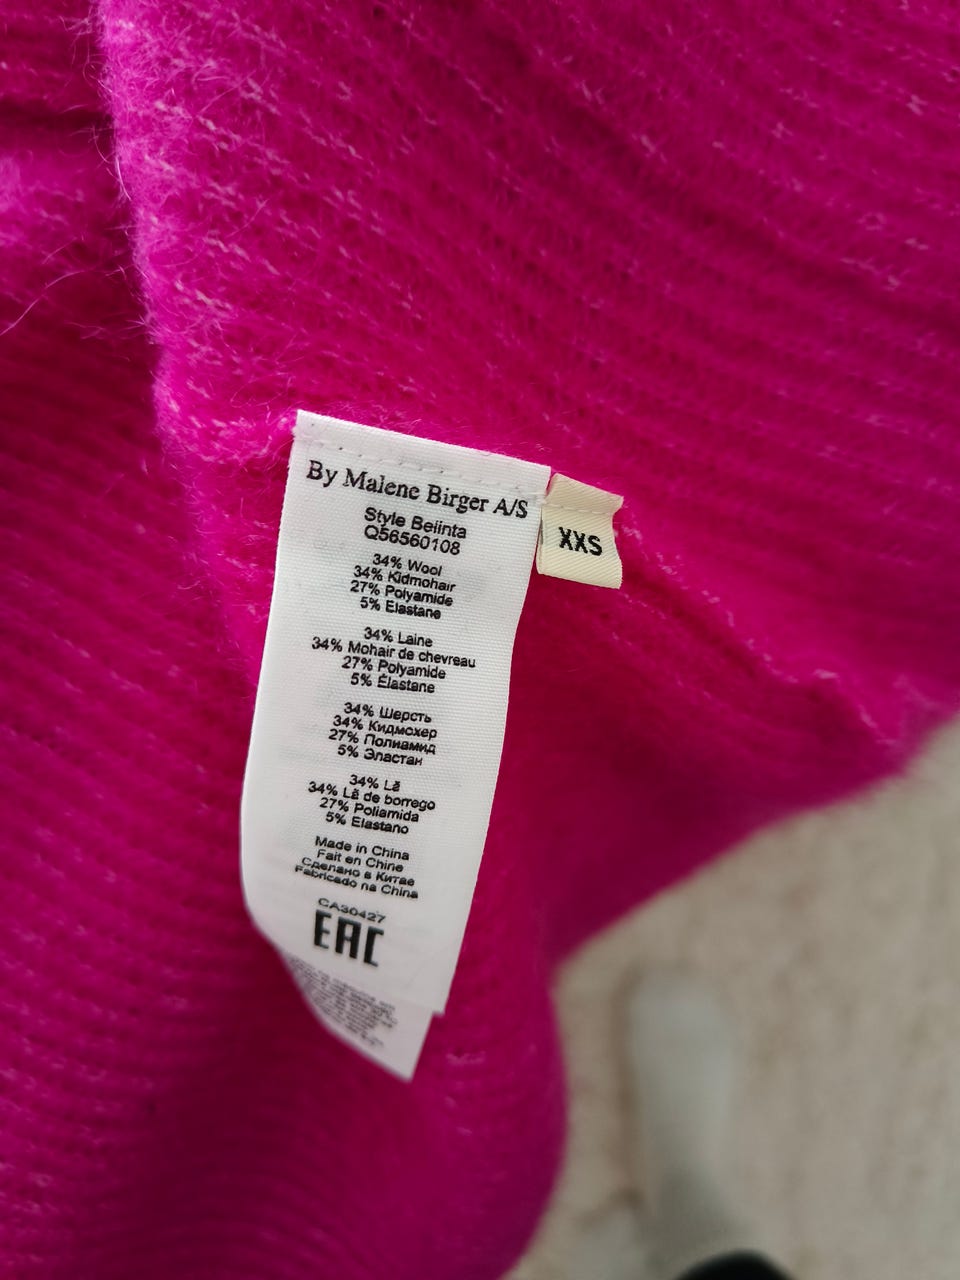 By Malene Birger A/S
Style Belinta
Q56560108
34% Wool
34% Kidmohair
27% Polyamide
5% Elastane
34% Laine
34% Mohair de chevreau
27% Polyamide
5% Élastane
34% Шерсть
34% Кидмохер
27% Полиамид
5% Эластан
34% Lã
34% Lã de borrego
27% Poliamida
5% Elastano
Made in China
Fait en Chine
Сделано в Китае
Fabricado na China
CA30427
EAC
XXS